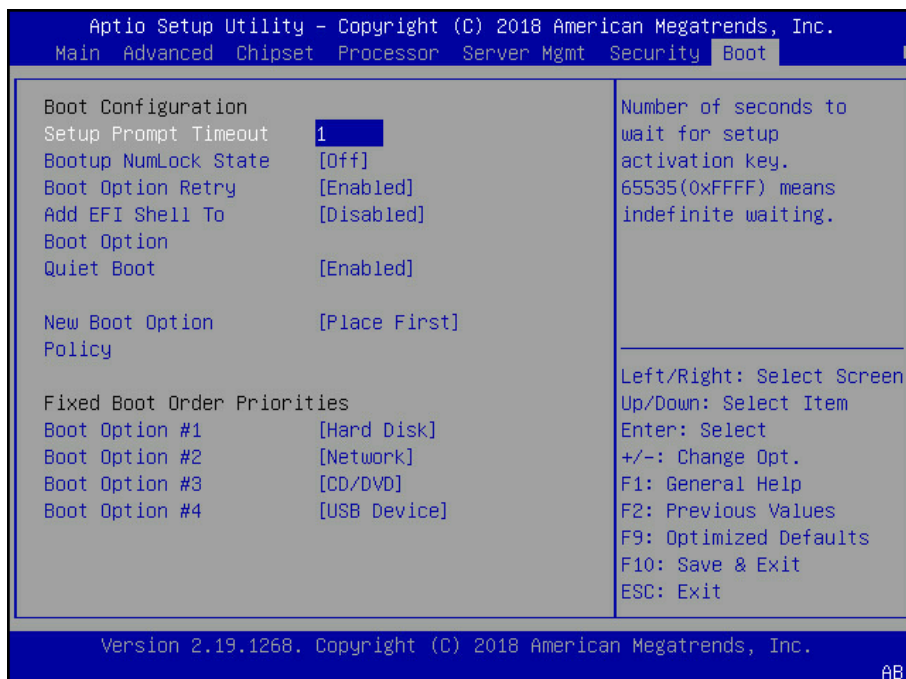 Aptio Setup Utility – Copyright (C) 2018 American Megatrends, Inc.
Main Advanced Chipset Processor Server Mgmt Security Boot
Boot Configuration
Setup Prompt Timeout 1
Bootup NumLock State [Off]
Boot Option Retry [Enabled]
Add EFI Shell To [Disabled]
Boot Option
Quiet Boot [Enabled]
New Boot Option [Place First]
Policy
Fixed Boot Order Priorities
Boot Option #1 [Hard Disk]
Boot Option #2 [Network]
Boot Option #3 [CD/DVD]
Boot Option #4 [USB Device]
Number of seconds to
wait for setup
activation key.
65535(0xFFFF) means
indefinite waiting.
Left/Right: Select Screen
Up/Down: Select Item
Enter: Select
+/-: Change Opt.
F1: General Help
F2: Previous Values
F9: Optimized Defaults
F10: Save & Exit
ESC: Exit
Version 2.19.1268. Copyright (C) 2018 American Megatrends, Inc.
AB